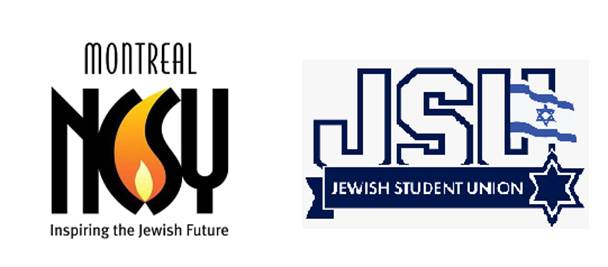 MONTREAL
NCSY
Inspiring the Jewish Future
JSU
JEWISH STUDENT UNION